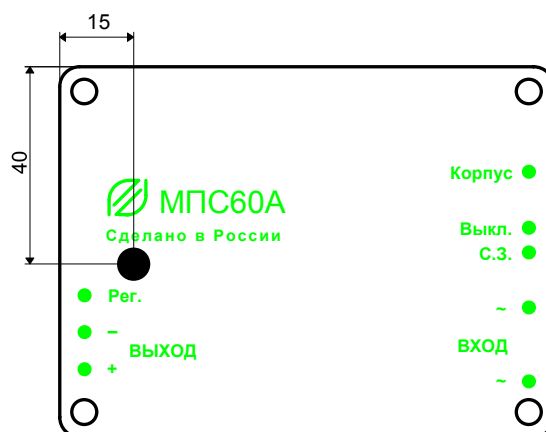 15
40
МПС60А
Сделано в России
Рег.
–
ВЫХОД
+
Корпус
Выкл.
С.З.
~
ВХОД
~